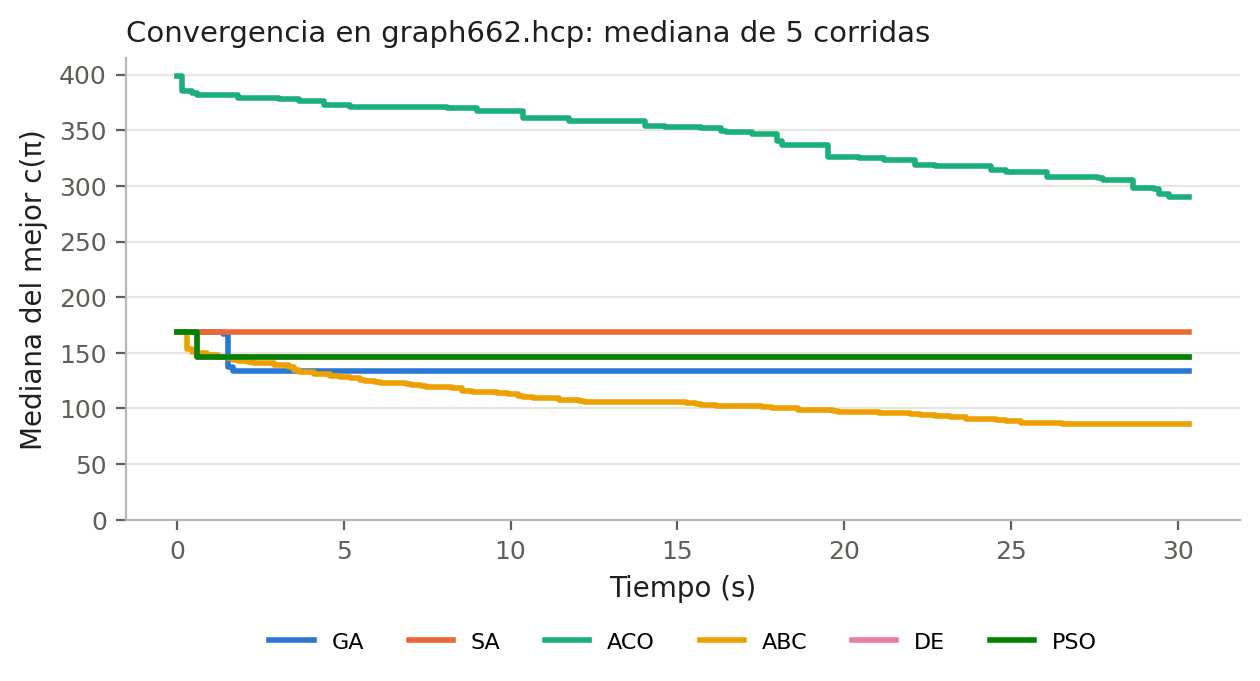 Convergencia en graph662.hcp: mediana de 5 corridas
Mediana del mejor c(π)
400
350
300
250
200
150
100
50
0
0 5 10 15 20 25 30
Tiempo (s)
GA SA ACO ABC DE PSO